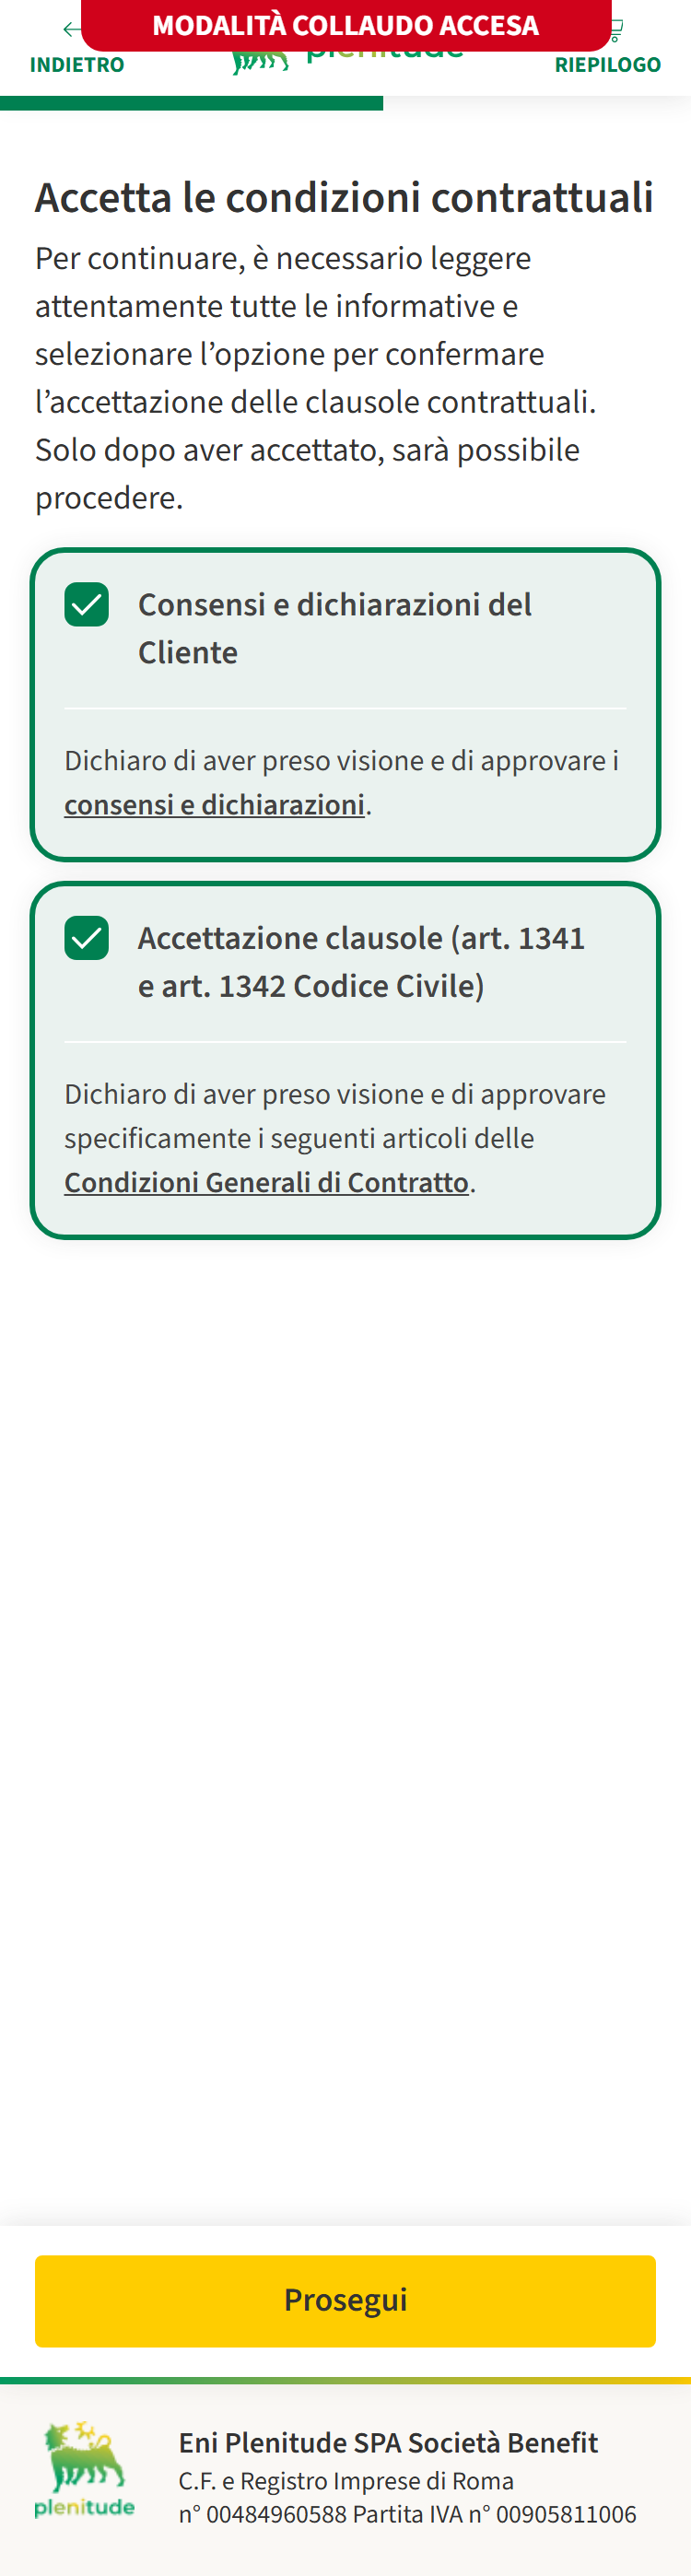 MODALITÀ COLLAUDO ACCESA
INDIETRO
plenitude
RIEPILOGO
Accetta le condizioni contrattuali
Per continuare, è necessario leggere
attentamente tutte le informative e
selezionare l’opzione per confermare
l’accettazione delle clausole contrattuali.
Solo dopo aver accettato, sarà possibile
procedere.
Consensi e dichiarazioni del
Cliente
Dichiaro di aver preso visione e di approvare i
consensi e dichiarazioni.
Accettazione clausole (art. 1341
e art. 1342 Codice Civile)
Dichiaro di aver preso visione e di approvare
specificamente i seguenti articoli delle
Condizioni Generali di Contratto.
Prosegui
plenitude
Eni Plenitude SPA Società Benefit
C.F. e Registro Imprese di Roma
n° 00484960588 Partita IVA n° 00905811006